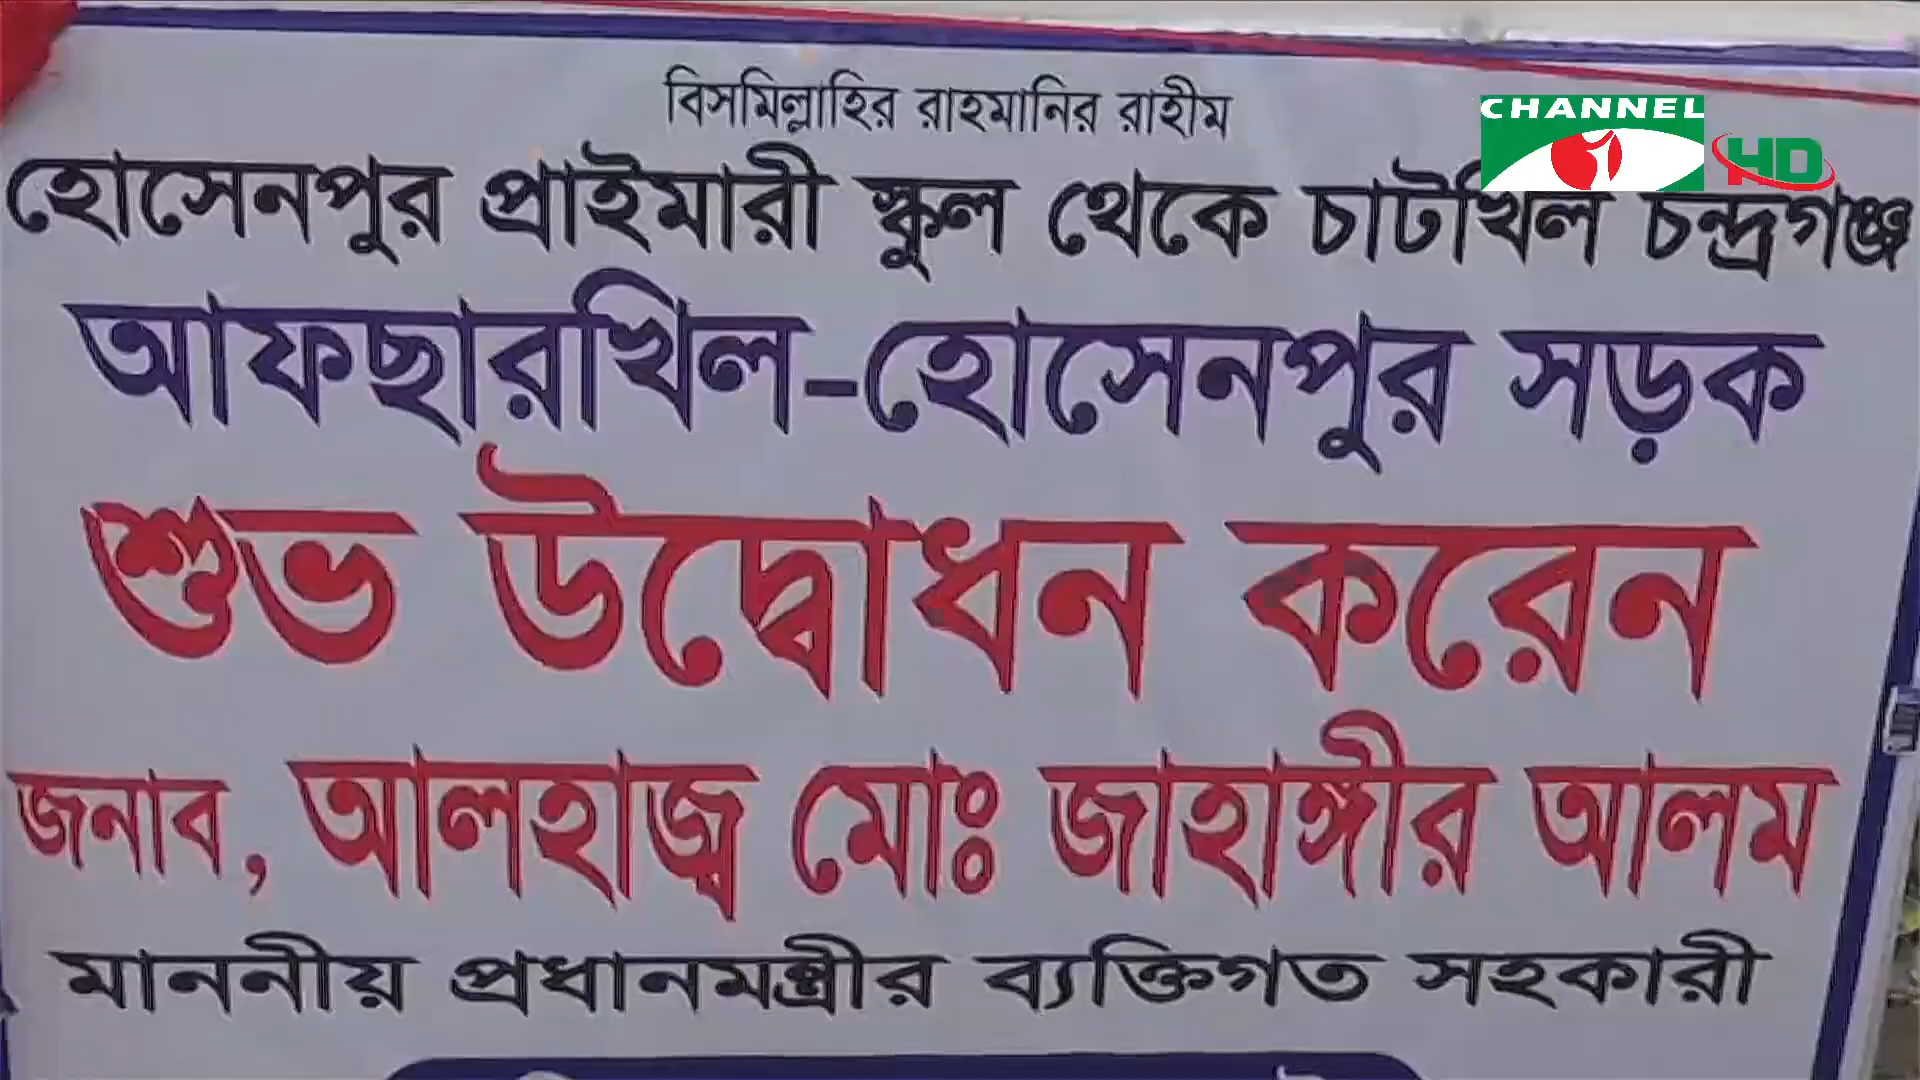 বিসমিল্লাহির রাহমানির রাহীম
CHANNEL
HD
হোসেনপুর প্রাইমারী স্কুল থেকে চাটখিল চন্দ্রগঞ্জ
আফছারখিল-হোসেনপুর সড়ক
শুভ উদ্বোধন করেন
জনাব, আলহাজ্ব মোঃ জাহাঙ্গীর আলম
মাননীয় প্রধানমন্ত্রীর ব্যক্তিগত সহকারী